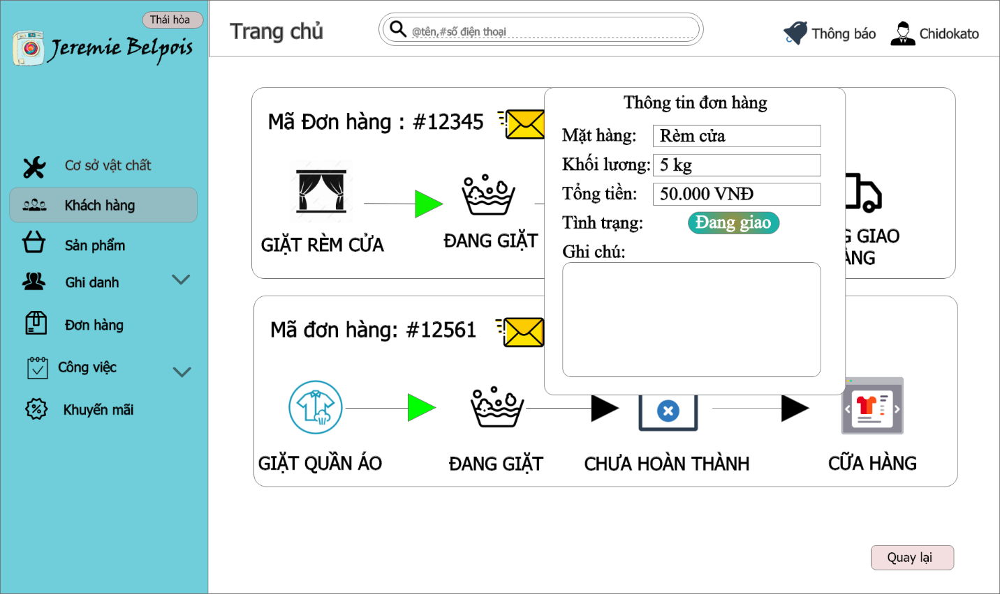 Thái hòa
Jeremie Belpois
Trang chủ
@tên,#số điện thoại
Thông báo
Chidokato
Cơ sở vật chất
Khách hàng
Sản phẩm
Ghi danh
Đơn hàng
Công việc
Khuyến mãi
Mã Đơn hàng : #12345
GIẶT RÈM CỬA
ĐANG GIẶT
G GIAO
ÀNG
Thông tin đơn hàng
Mặt hàng: Rèm cửa
Khối lương: 5 kg
Tổng tiền: 50.000 VNĐ
Tình trạng: Đang giao
Ghi chú:
Mã đơn hàng: #12561
GIẶT QUẦN ÁO
ĐANG GIẶT
CHƯA HOÀN THÀNH
CỮA HÀNG
Quay lại